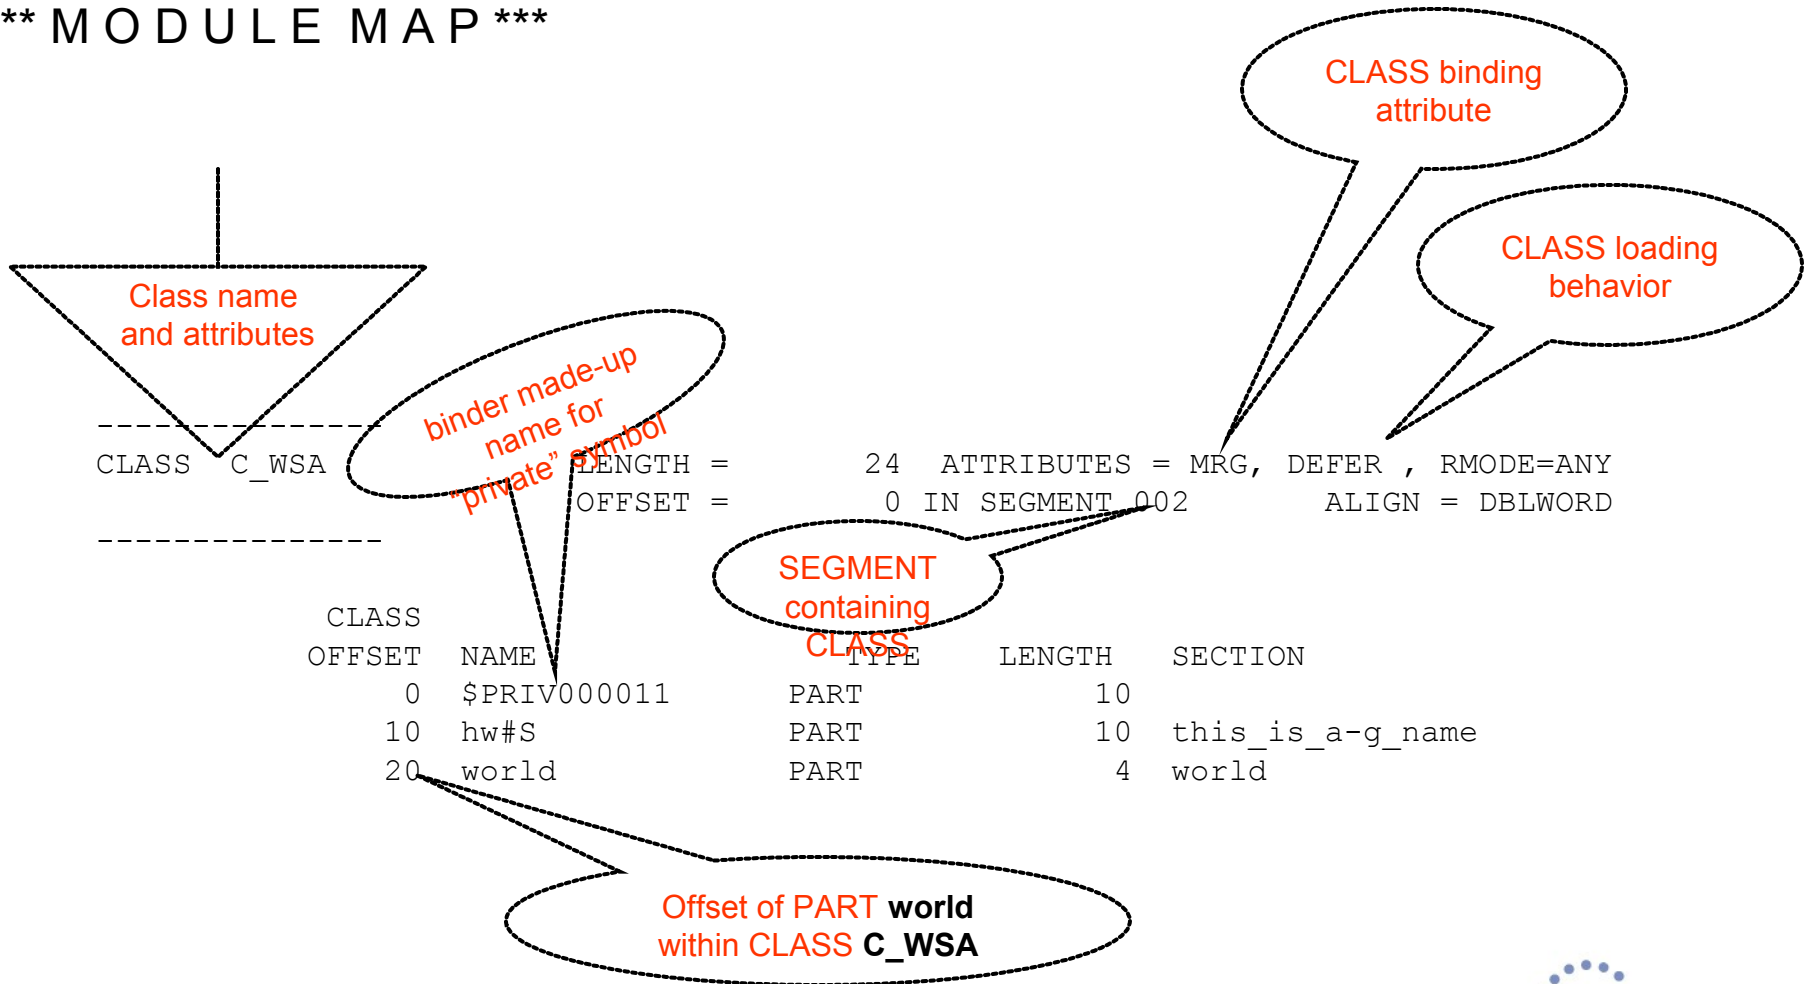 ** M O D U L E M A P ***
CLASS binding
attribute
CLASS loading
behavior
Class name
and attributes
binder made-up
name for
"private” symbol
---------------
CLASS C_WSA LENGTH = 24 ATTRIBUTES = MRG, DEFER , RMODE=ANY
OFFSET = 0 IN SEGMENT 002 ALIGN = DBLWORD
---------------
SEGMENT
containing
CLASS
CLASS
OFFSET NAME TYPE LENGTH SECTION
0 $PRIV000011 PART 10
10 hw#S PART 10 this_is_a-g_name
20 world PART 4 world
Offset of PART world
within CLASS C_WSA